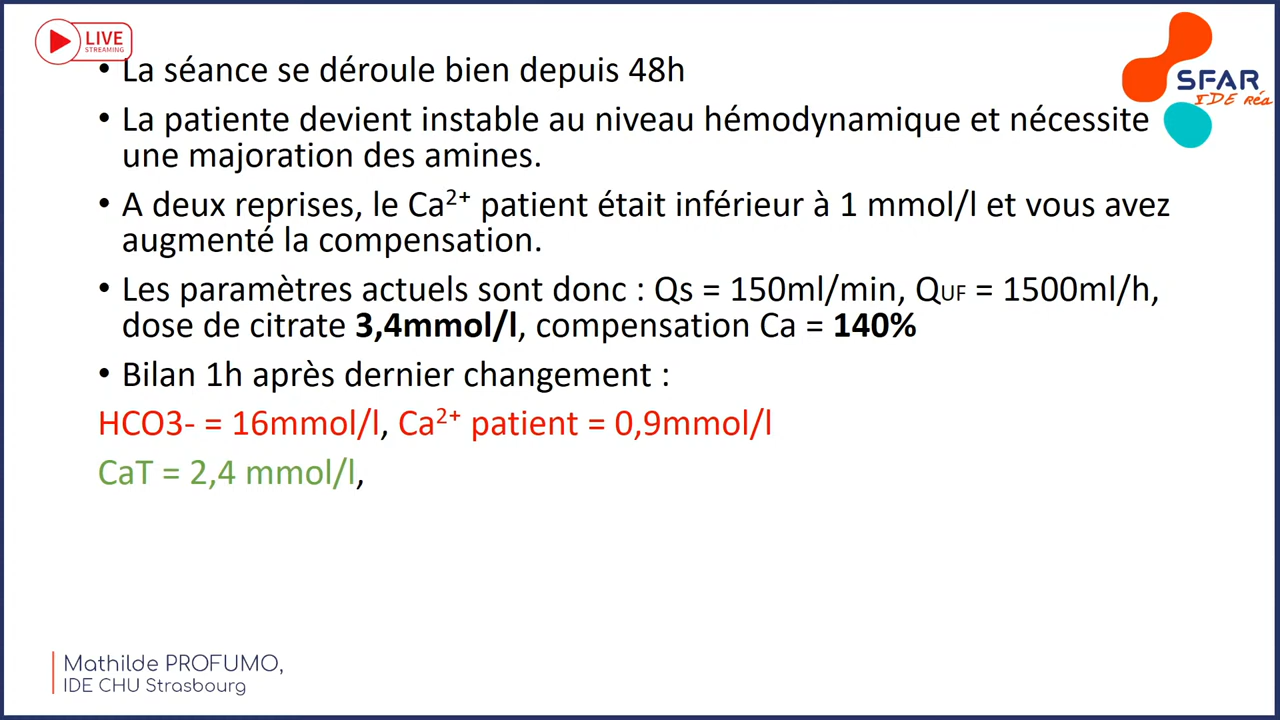 LIVE
STREAMING
• La séance se déroule bien depuis 48h
SFAR
IDE Réa
• La patiente devient instable au niveau hémodynamique et nécessite
une majoration des amines.
• A deux reprises, le Ca²⁺ patient était inférieur à 1 mmol/l et vous avez
augmenté la compensation.
• Les paramètres actuels sont donc : Qs = 150ml/min, QUF = 1500ml/h,
dose de citrate 3,4mmol/l, compensation Ca = 140%
• Bilan 1h après dernier changement :
HCO3- = 16mmol/l, Ca²⁺ patient = 0,9mmol/l
CaT = 2,4 mmol/l,
Mathilde PROFUMO,
IDE CHU Strasbourg